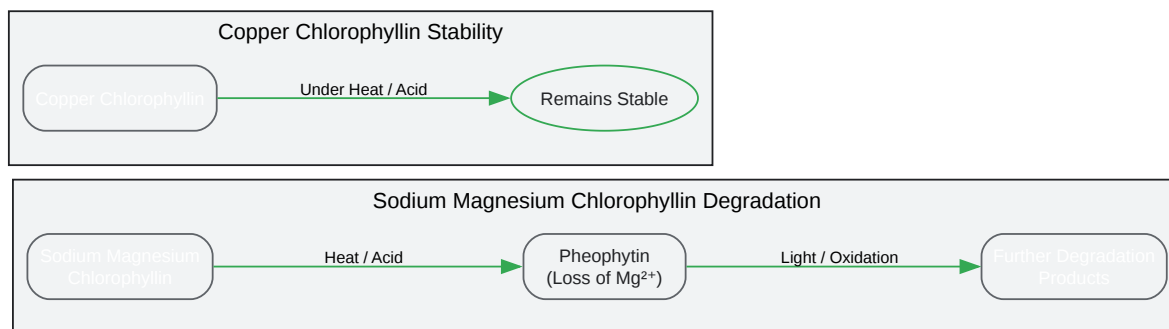 Copper Chlorophyllin Stability
Copper Chlorophyllin
Under Heat / Acid
Remains Stable
Sodium Magnesium Chlorophyllin Degradation
Sodium Magnesium
Chlorophyllin
Heat / Acid
Pheophytin
(Loss of Mg²⁺)
Light / Oxidation
Further Degradation
Products